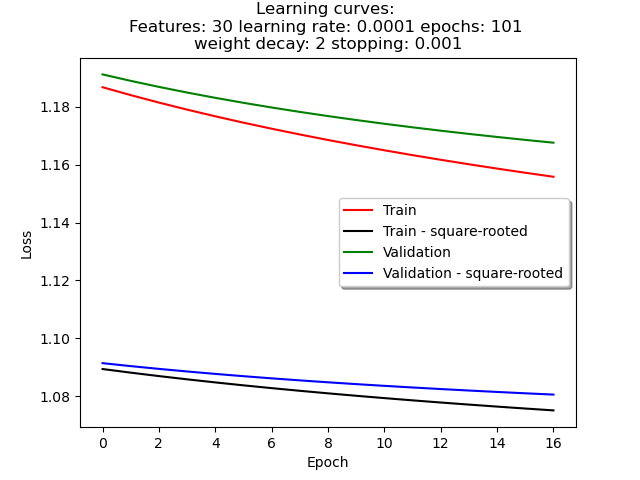 Learning curves:
Features: 30 learning rate: 0.0001 epochs: 101
weight decay: 2 stopping: 0.001
1.18
1.16
1.14
1.12
1.10
1.08
Loss
Train
Train - square-rooted
Validation
Validation - square-rooted
0 2 4 6 8 10 12 14 16
Epoch